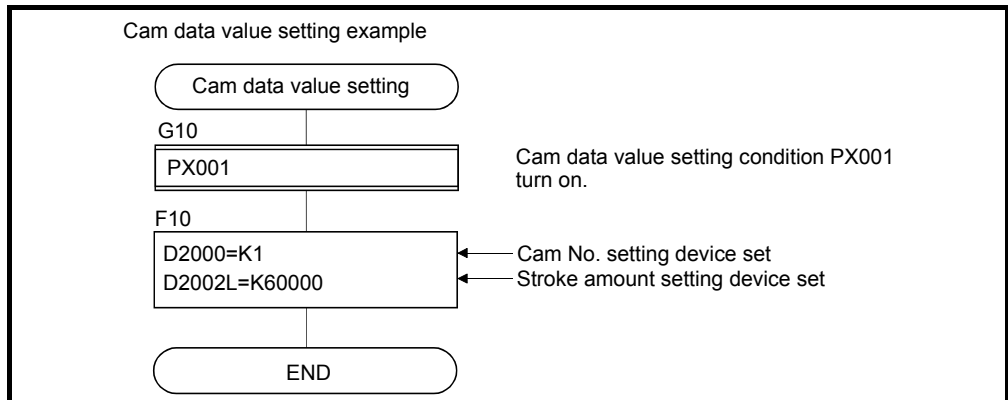 Cam data value setting example
Cam data value setting
G10
PX001
Cam data value setting condition PX001
turn on.
F10
D2000=K1
Cam No. setting device set
D2002L=K60000
Stroke amount setting device set
END